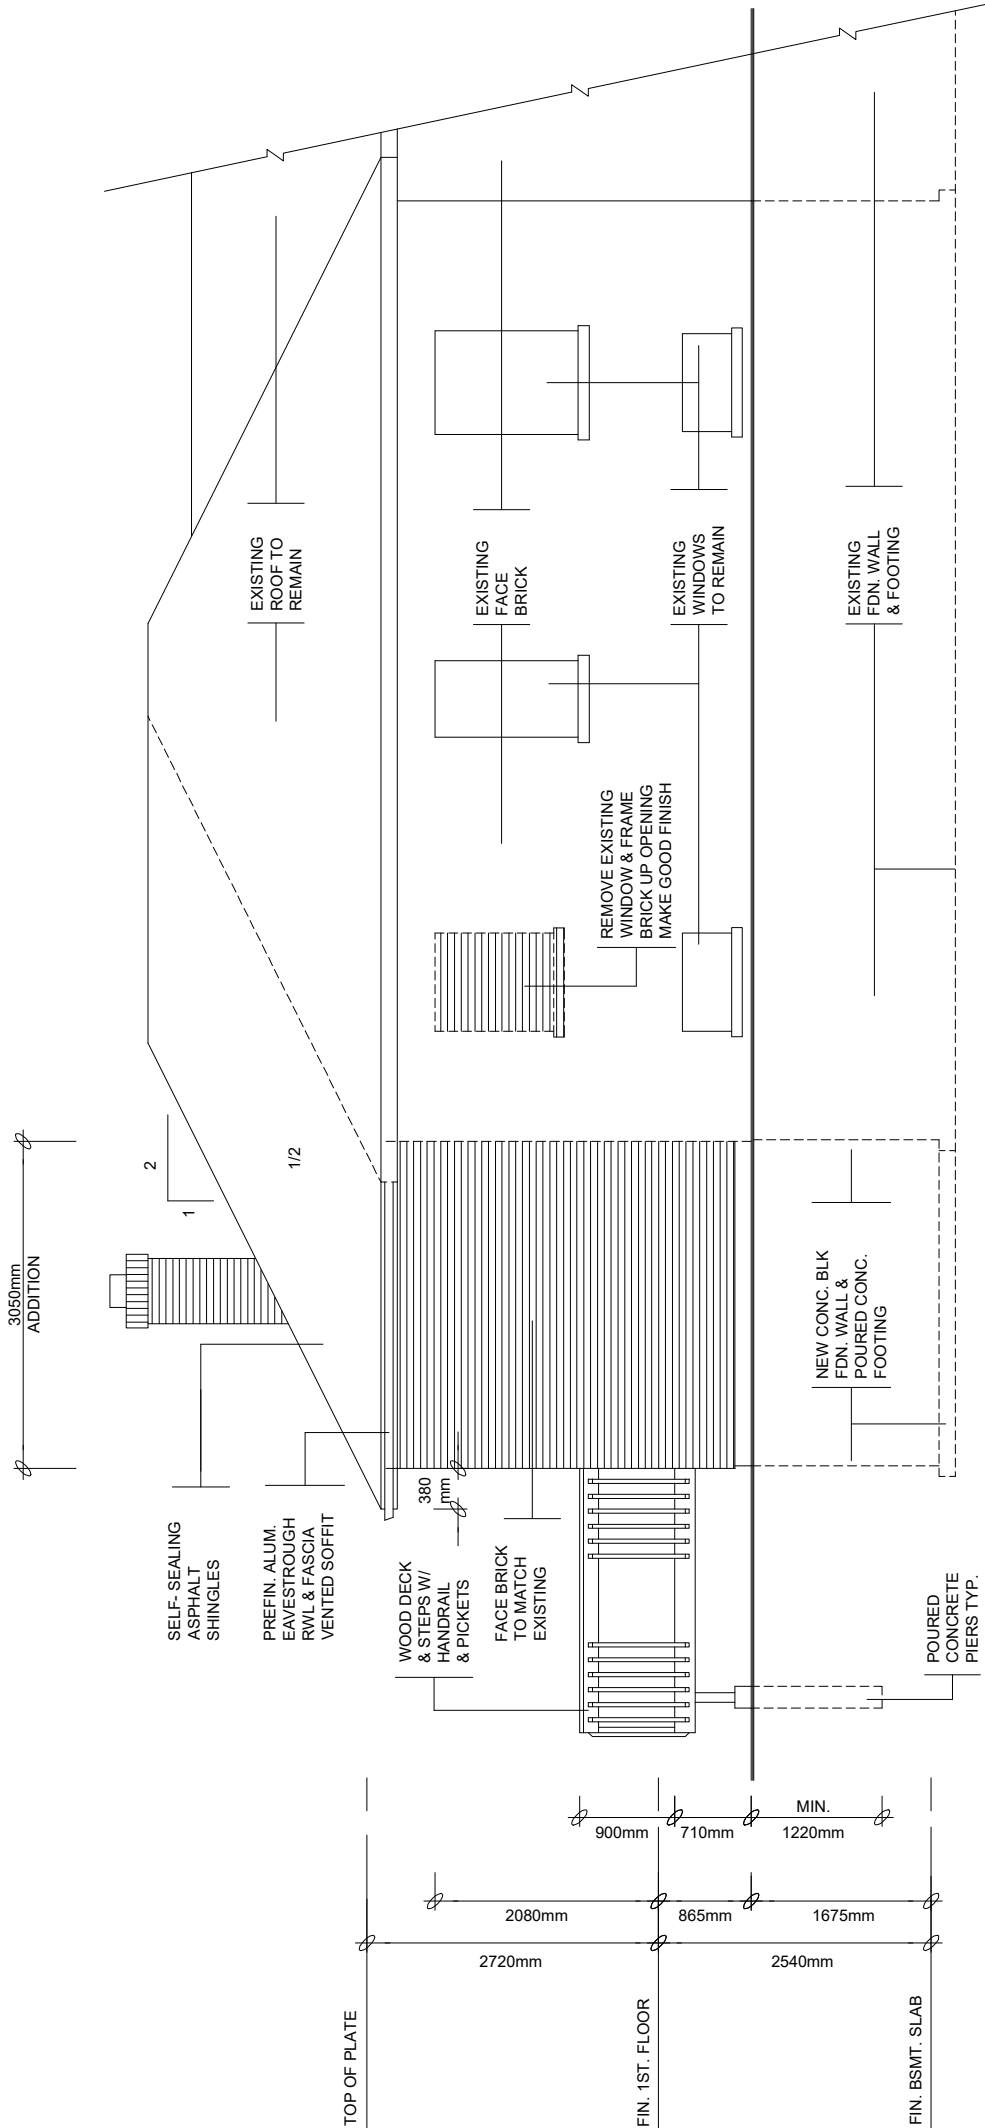 3050mm
ADDITION
2
1
1/2
SELF- SEALING
ASPHALT
SHINGLES
PREFIN. ALUM.
EAVESTROUGH
RWL & FASCIA
VENTED SOFFIT
380
mm
WOOD DECK
& STEPS W/
HANDRAIL
& PICKETS
FACE BRICK
TO MATCH
EXISTING
EXISTING
ROOF TO
REMAIN
EXISTING
FACE
BRICK
REMOVE EXISTING
WINDOW & FRAME
BRICK UP OPENING
MAKE GOOD FINISH
EXISTING
WINDOWS
TO REMAIN
EXISTING
FDN. WALL
& FOOTING
NEW CONC. BLK
FDN. WALL &
POURED CONC.
FOOTING
POURED
CONCRETE
PIERS TYP.
900mm
710mm
MIN.
1220mm
2080mm
865mm
1675mm
2720mm
2540mm
TOP OF PLATE
FIN. 1ST. FLOOR
FIN. BSMT. SLAB